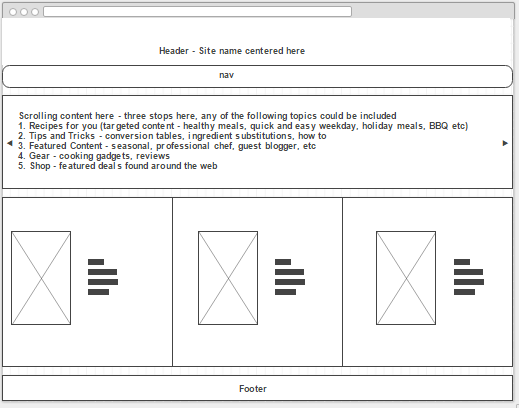 Header - Site name centered here
nav
Scrolling content here - three stops here, any of the following topics could be included
1. Recipes for you (targeted content - healthy meals, quick and easy weekday, holiday meals, BBQ etc)
2. Tips and Tricks - conversion tables, ingredient substitutions, how to
3. Featured Content - seasonal, professional chef, guest blogger, etc
4. Gear - cooking gadgets, reviews
5. Shop - featured deals found around the web
Footer